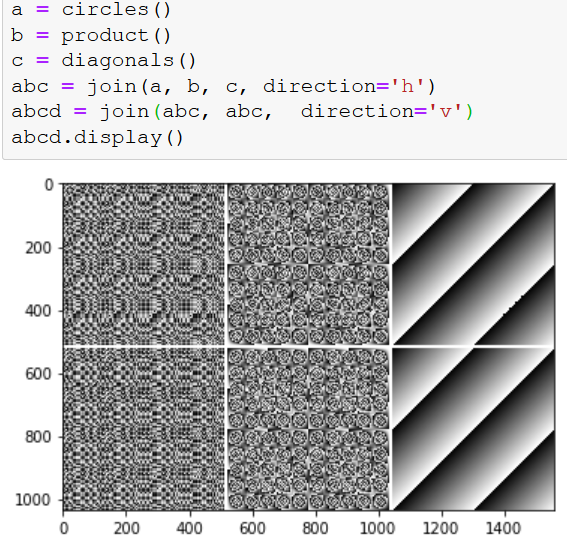 a = circles()
b = product()
c = diagonals()
abc = join(a, b, c, direction='h')
abcd = join(abc, abc,  direction='v')
abcd.display()
0
200
400
600
800
1000
0 200 400 600 800 1000 1200 1400